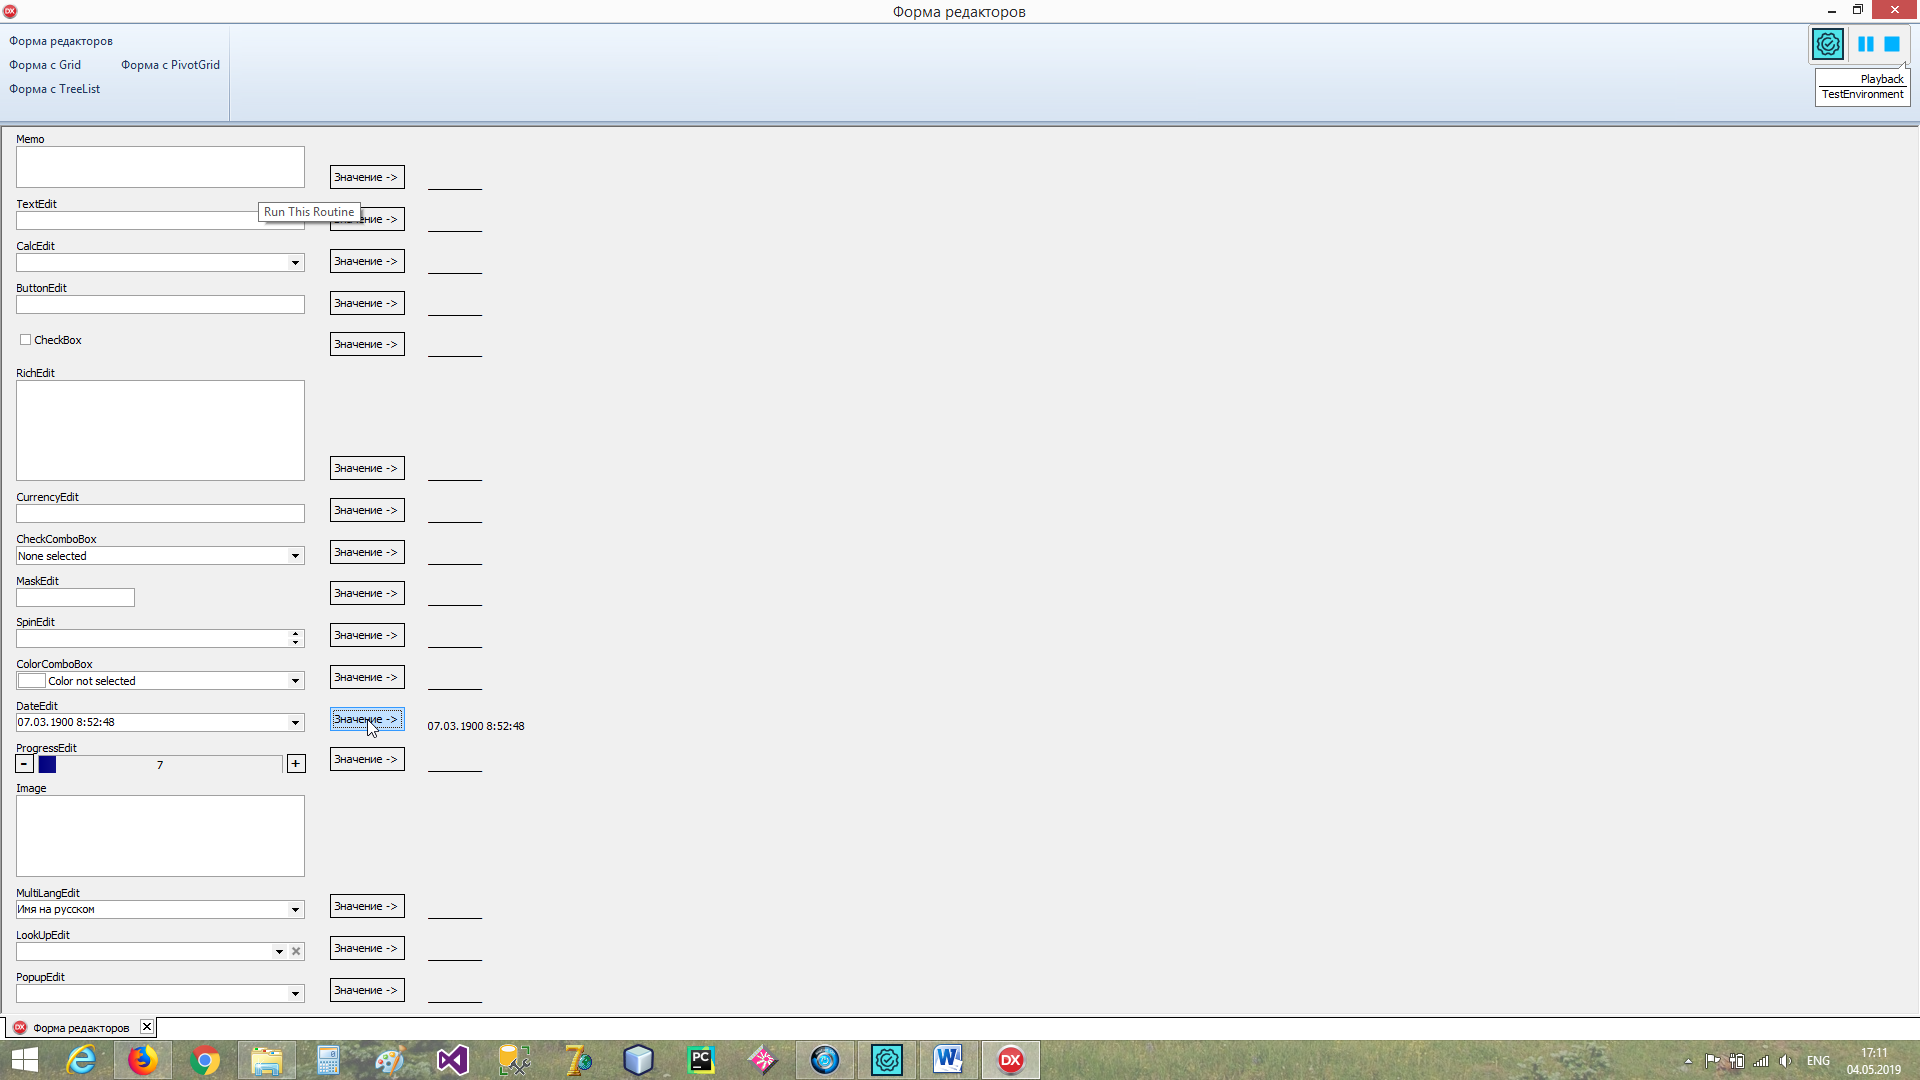 Форма редакторов
Форма редакторов
Форма с Grid
Форма с PivotGrid
Форма с TreeList
Playback
TestEnvironment
Memo
Значение ->
TextEdit
Run This Routine
ение ->
CalcEdit
Значение ->
ButtonEdit
Значение ->
CheckBox
Значение ->
RichEdit
Значение ->
CurrencyEdit
Значение ->
CheckComboBox
None selected
Значение ->
MaskEdit
Значение ->
SpinEdit
Значение ->
ColorComboBox
Color not selected
Значение ->
DateEdit
07.03.1900 8:52:48
Значение ->
07.03.1900 8:52:48
ProgressEdit
- 7 +
Значение ->
Image
MultiLangEdit
Имя на русском
Значение ->
LookUpEdit
Значение ->
PopupEdit
Значение ->
DX Форма редакторов
PC
W
DX
ENG
17:11
04.05.2019